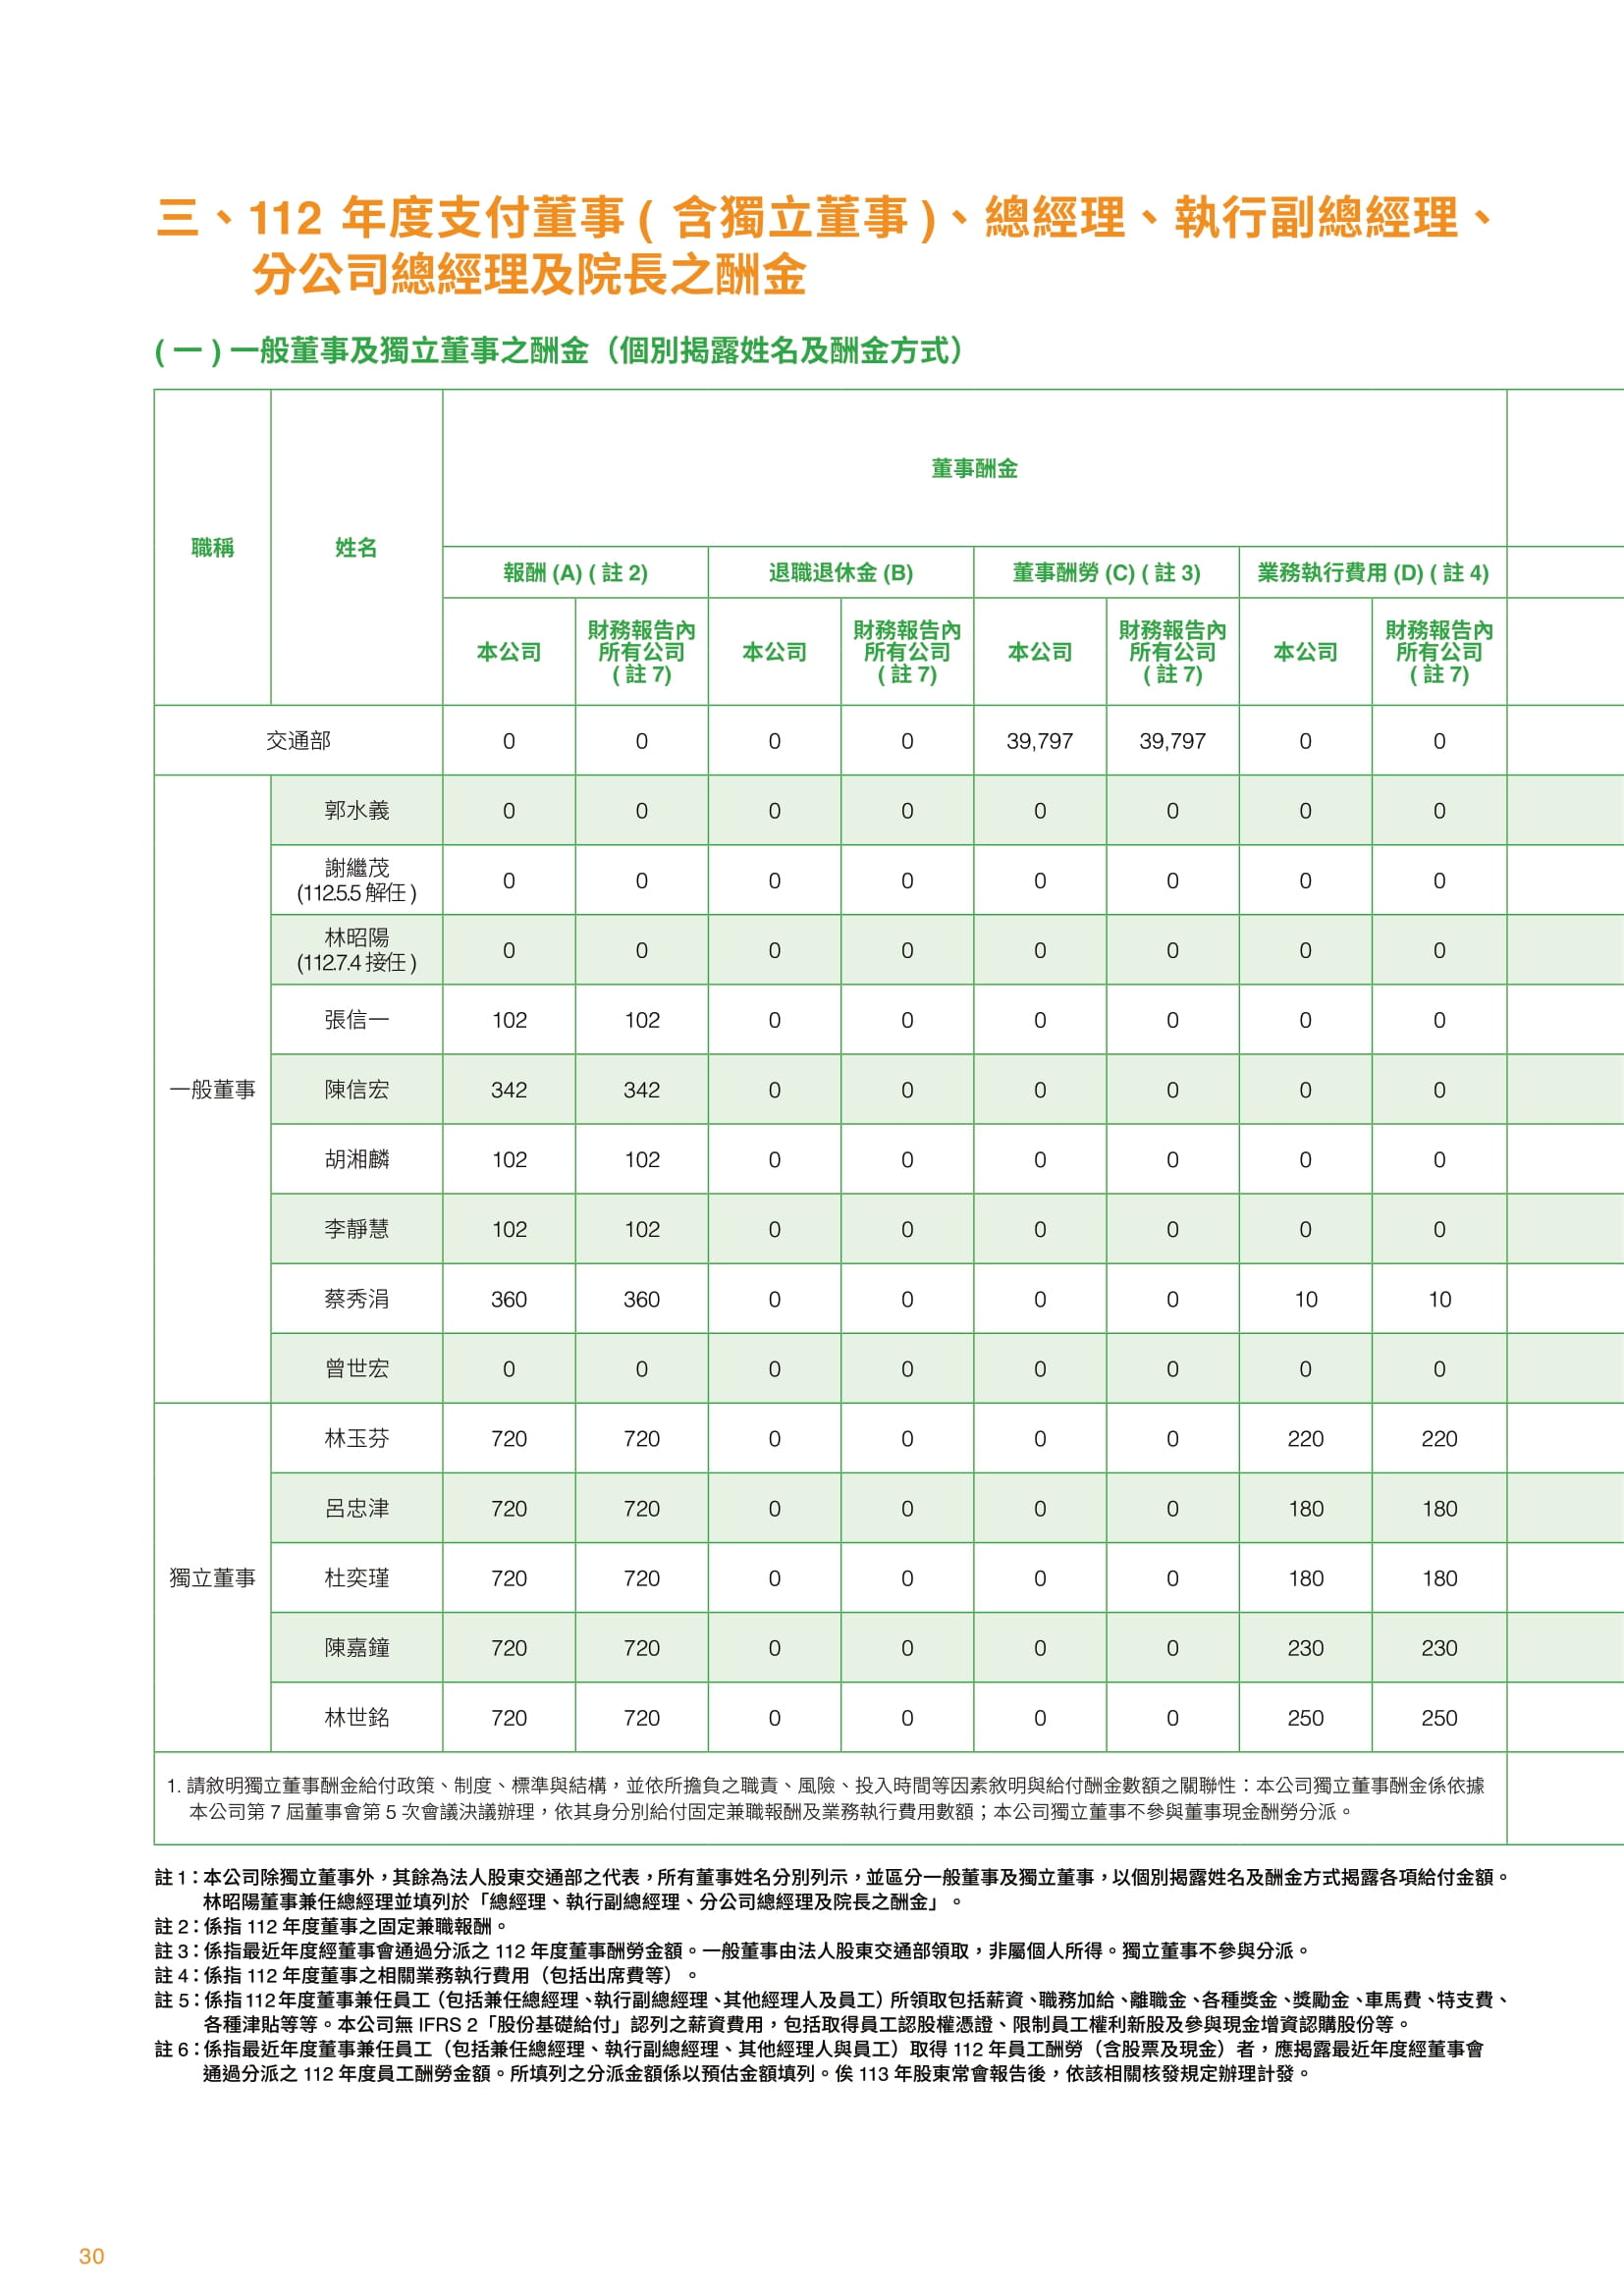 三、112 年度支付董事 ( 含獨立董事 )、總經理、執行副總經理、
分公司總經理及院長之酬金
( 一 ) 一般董事及獨立董事之酬金（個別揭露姓名及酬金方式）
職稱 姓名 董事酬金
報酬 (A) ( 註 2) 退職退休金 (B) 董事酬勞 (C) ( 註 3) 業務執行費用 (D) ( 註 4)
本公司 財務報告內所有公司 ( 註 7) 本公司 財務報告內所有公司 ( 註 7) 本公司 財務報告內所有公司 ( 註 7) 本公司 財務報告內所有公司 ( 註 7)
交通部 0 0 0 0 39,797 39,797 0 0
一般董事
郭水義 0 0 0 0 0 0 0 0
謝繼茂 (112.5.5 解任 ) 0 0 0 0 0 0 0 0
林昭陽 (112.7.4 接任 ) 0 0 0 0 0 0 0 0
張信一 102 102 0 0 0 0 0 0
陳信宏 342 342 0 0 0 0 0 0
胡湘麟 102 102 0 0 0 0 0 0
李靜慧 102 102 0 0 0 0 0 0
蔡秀涓 360 360 0 0 0 0 10 10
曾世宏 0 0 0 0 0 0 0 0
獨立董事
林玉芬 720 720 0 0 0 0 220 220
呂忠津 720 720 0 0 0 0 180 180
杜奕瑾 720 720 0 0 0 0 180 180
陳嘉鐘 720 720 0 0 0 0 230 230
林世銘 720 720 0 0 0 0 250 250
1. 請敘明獨立董事酬金給付政策、制度、標準與結構，並依所擔負之職責、風險、投入時間等因素敘明與給付酬金數額之關聯性：本公司獨立董事酬金係依據
本公司第 7 屆董事會第 5 次會議決議辦理，依其身分別給付固定兼職報酬及業務執行費用數額；本公司獨立董事不參與董事現金酬勞分派。
註 1：本公司除獨立董事外，其餘為法人股東交通部之代表，所有董事姓名分別列示，並區分一般董事及獨立董事，以個別揭露姓名及酬金方式揭露各項給付金額。
林昭陽董事兼任總經理並填列於「總經理、執行副總經理、分公司總經理及院長之酬金」。
註 2：係指 112 年度董事之固定兼職報酬。
註 3：係指最近年度經董事會通過分派之 112 年度董事酬勞金額。一般董事由法人股東交通部領取，非屬個人所得。獨立董事不參與分派。
註 4：係指 112 年度董事之相關業務執行費用（包括出席費等）。
註 5：係指 112 年度董事兼任員工（包括兼任總經理、執行副總經理、其他經理人及員工）所領取包括薪資、職務加給、離職金、各種獎金、獎勵金、車馬費、特支費、
各種津貼等等。本公司無 IFRS 2「股份基礎給付」認列之薪資費用，包括取得員工認股權憑證、限制員工權利新股及參與現金增資認購股份等。
註 6：係指最近年度董事兼任員工（包括兼任總經理、執行副總經理、其他經理人與員工）取得 112 年員工酬勞（含股票及現金）者，應揭露最近年度經董事會
通過分派之 112 年度員工酬勞金額。所填列之分派金額係以預估金額填列。俟 113 年股東常會報告後，依該相關核發規定辦理計發。
30